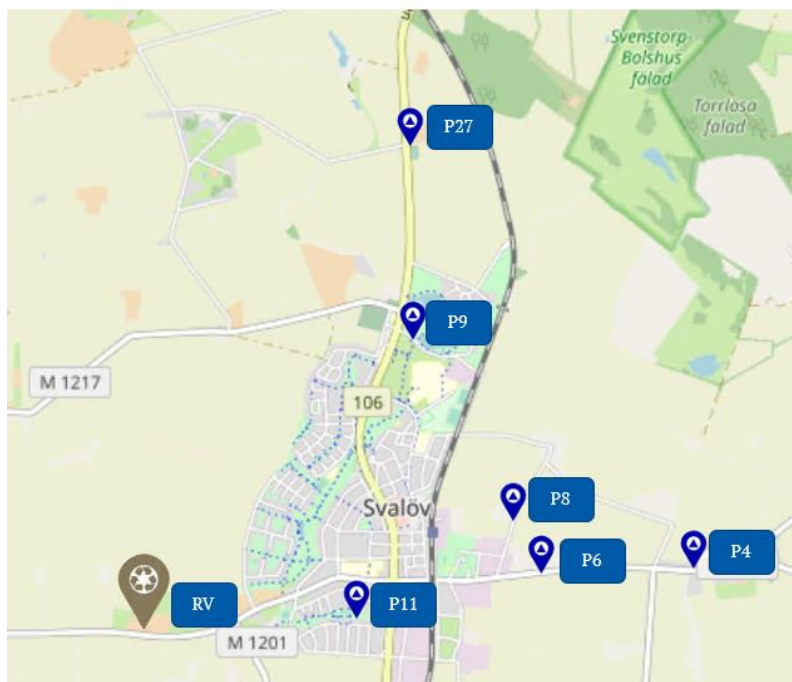 Svenstorp-
Bolshus
fälad
Torrlösa
fälad
P27
P9
M 1217
106
Svalöv
P8
P6
P4
RV
P11
M 1201